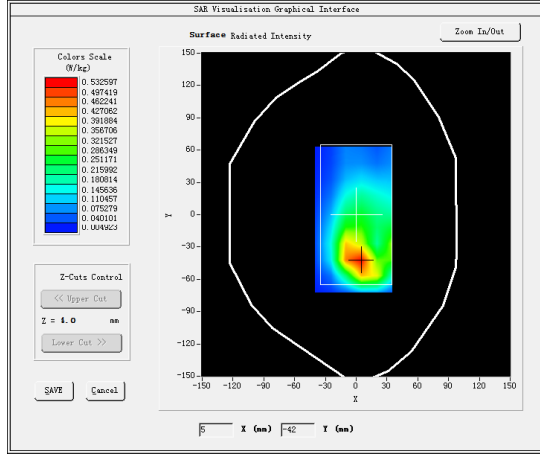 SAR Visualisation Graphical Interface
Surface Radiated Intensity
Zoom In/Out
Colors Scale
(W/kg)
0.532597
0.497419
0.462241
0.427062
0.391884
0.356706
0.321527
0.286349
0.251171
0.215992
0.180814
0.145636
0.110457
0.075279
0.040101
0.004923
Z-Cuts Control
<< Upper Cut
Z = 4.0 mm
Lower Cut >>
SAVE Cancel
150
120
90
60
30
0
-30
-60
-90
-120
-150
Y
-150 -120 -90 -60 -30 0 30 60 90 120 150
X
5 X (mm) -42 Y (mm)